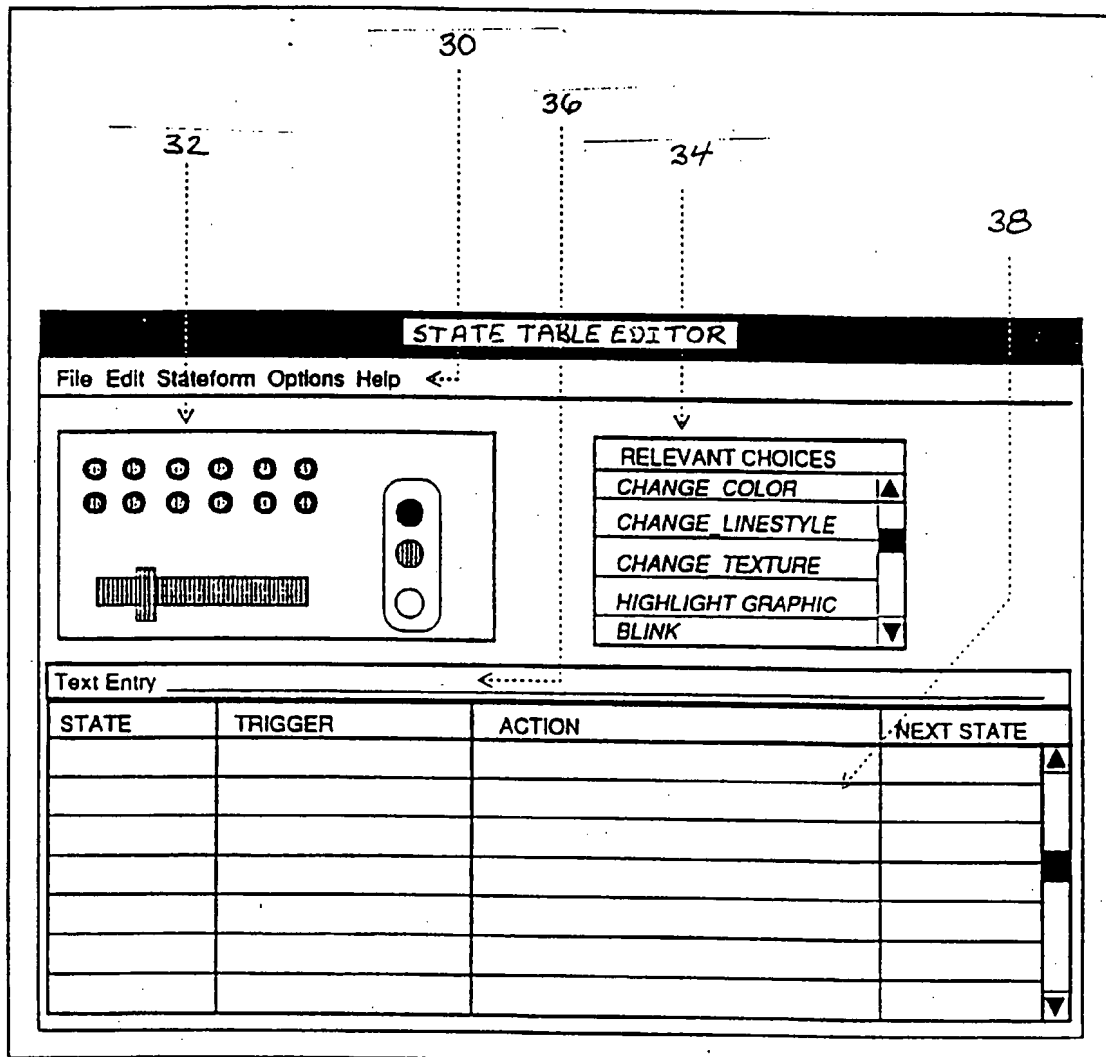 30
36
32
34
38
STATE TABLE EDITOR
File Edit Stateform Options Help
RELEVANT CHOICES
CHANGE_COLOR
CHANGE_LINESTYLE
CHANGE_TEXTURE
HIGHLIGHT GRAPHIC
BLINK
Text Entry
STATE TRIGGER ACTION NEXT STATE